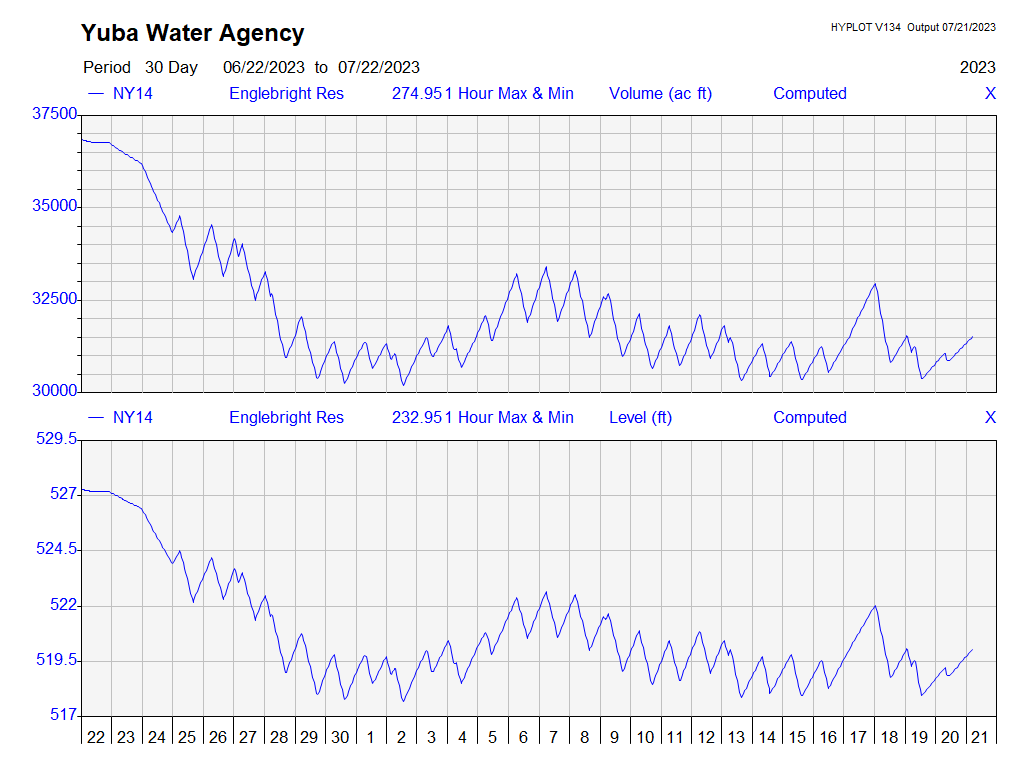 Yuba Water Agency
HYPLOT V134 Output 07/21/2023
Period 30 Day 06/22/2023 to 07/22/2023 2023
NY14 Englebright Res 274.951 Hour Max & Min Volume (ac ft) Computed X
37500
35000
32500
30000
NY14 Englebright Res 232.951 Hour Max & Min Level (ft) Computed X
529.5
527
524.5
522
519.5
517
22 23 24 25 26 27 28 29 30 1 2 3 4 5 6 7 8 9 10 11 12 13 14 15 16 17 18 19 20 21